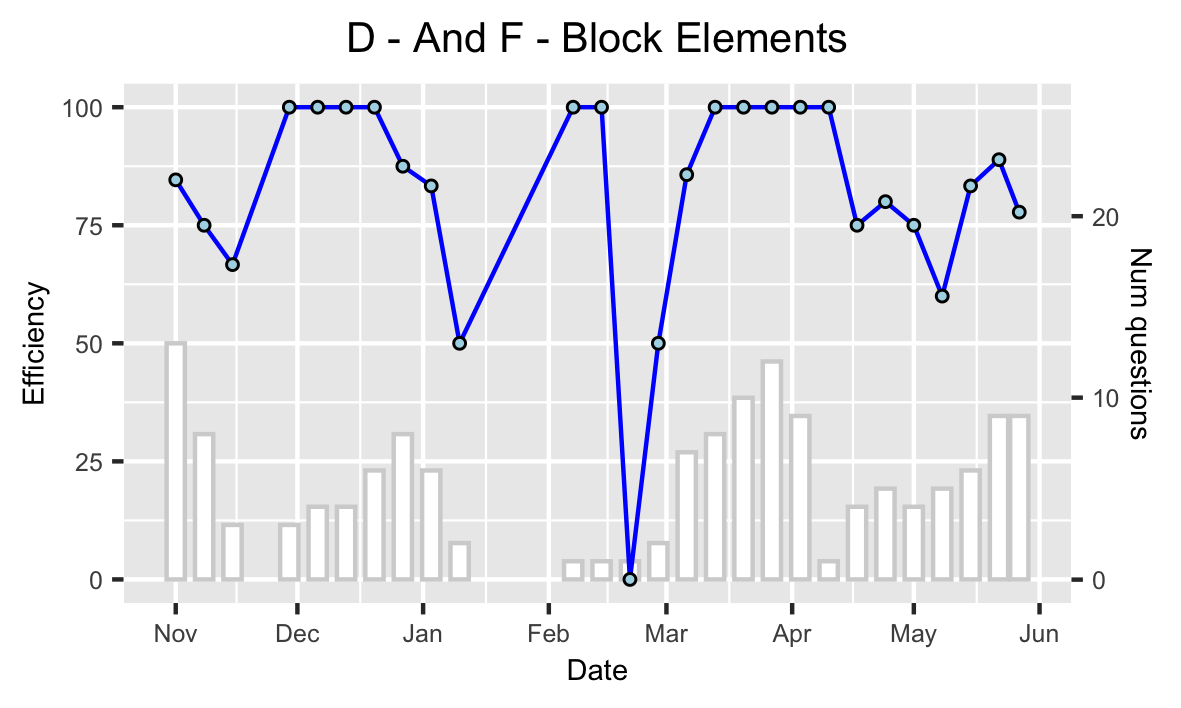 D - And F - Block Elements
100
75
50
25
0
Efficiency
20
10
0
Num questions
Nov Dec Jan Feb Mar Apr May Jun
Date